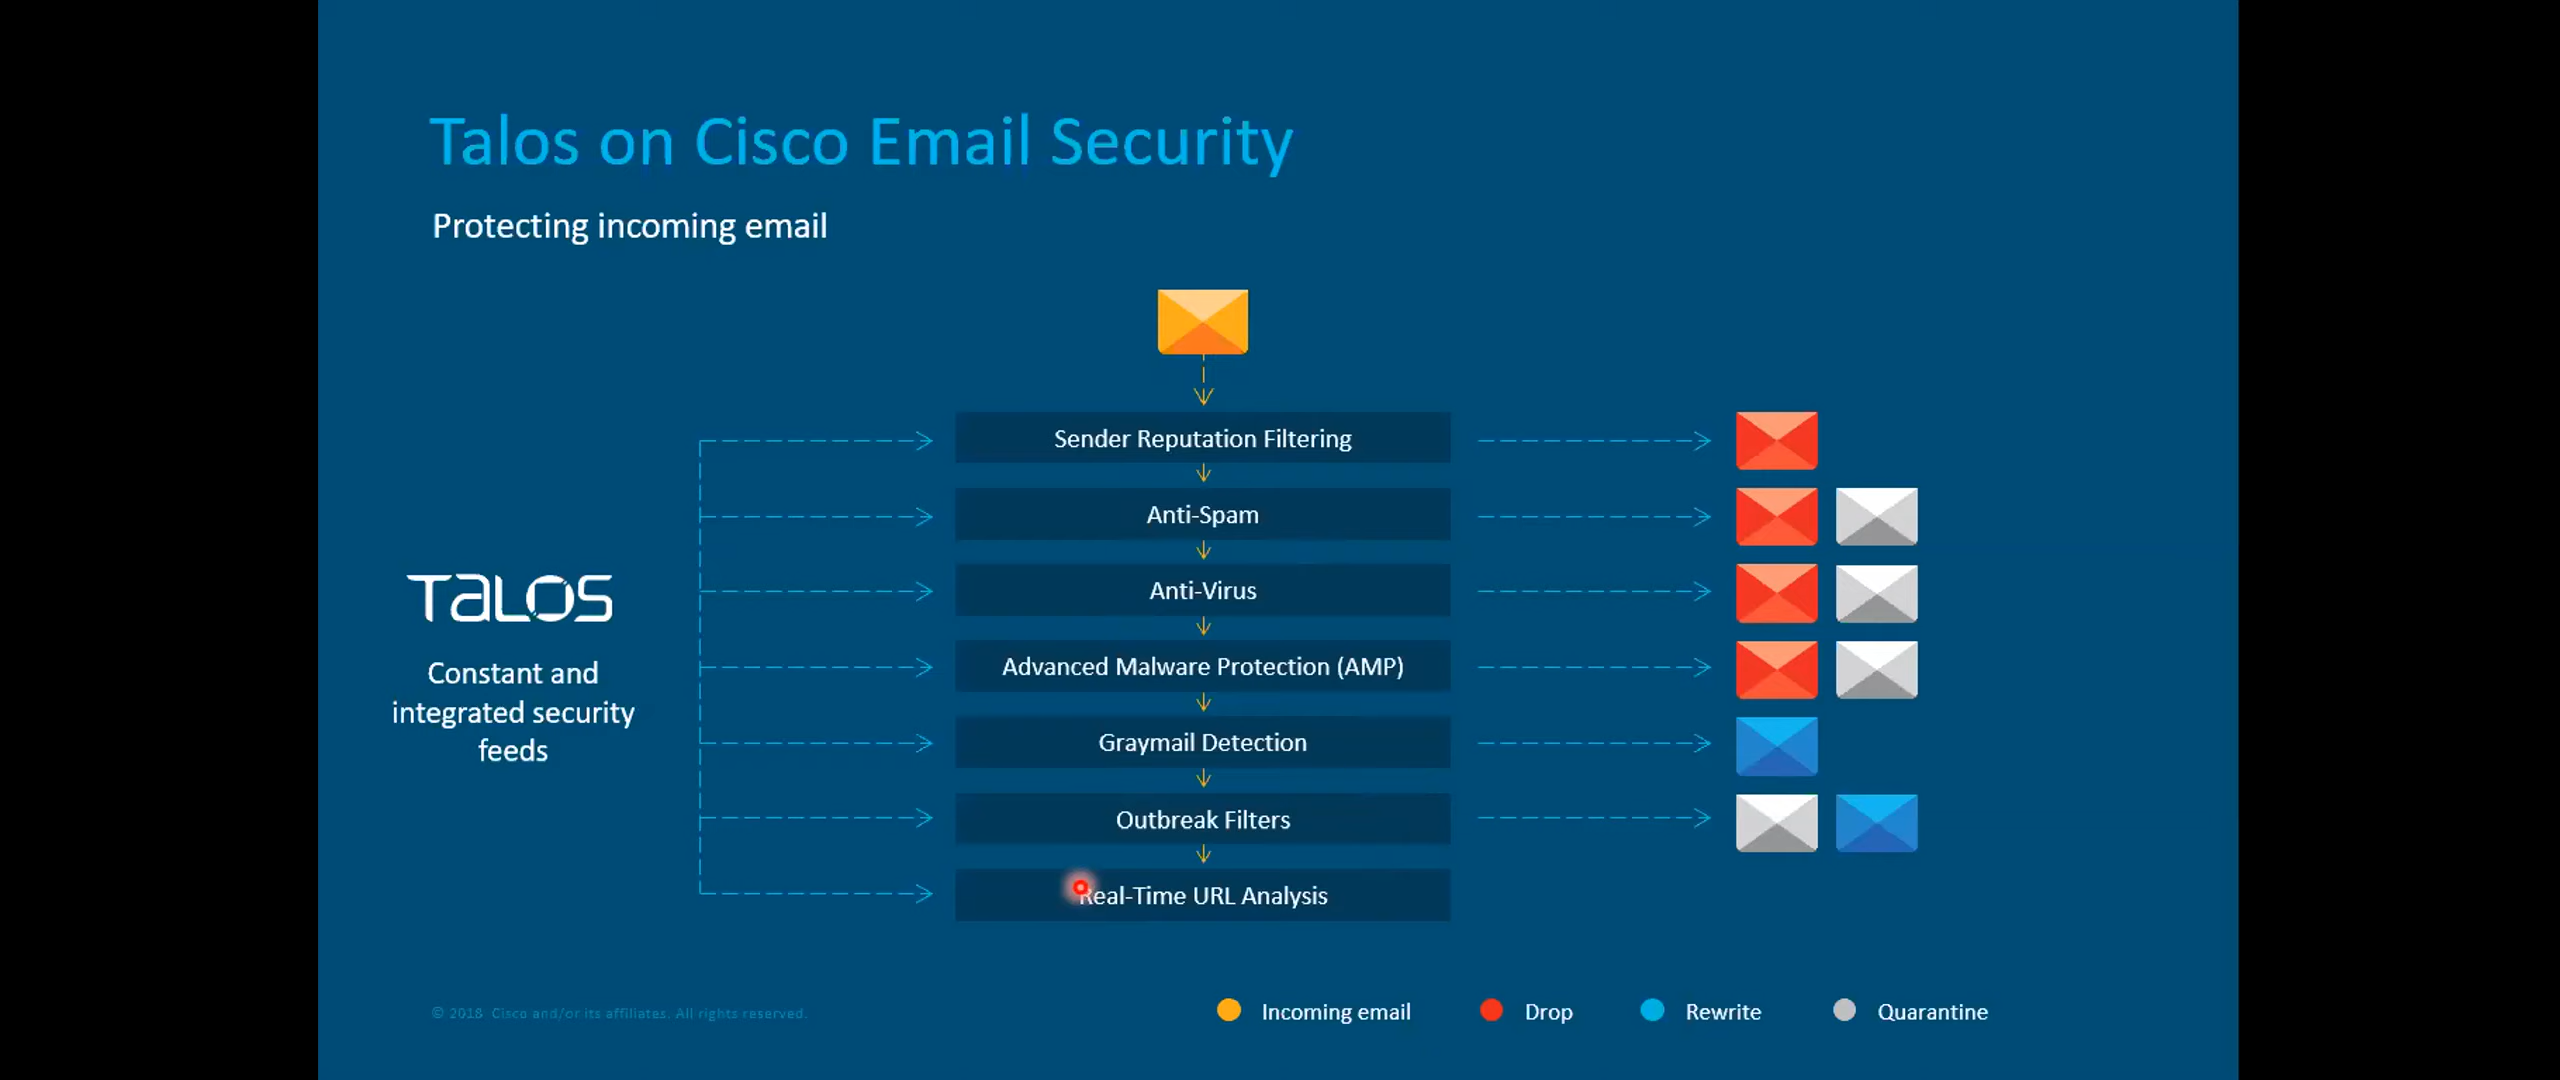 Talos on Cisco Email Security
Protecting incoming email
Sender Reputation Filtering
Anti-Spam
Anti-Virus
TALOS
Advanced Malware Protection (AMP)
Constant and
integrated security
feeds
Graymail Detection
Outbreak Filters
Real-Time URL Analysis
© 2018 Cisco and/or its affiliates. All rights reserved.
Incoming email
Drop
Rewrite
Quarantine